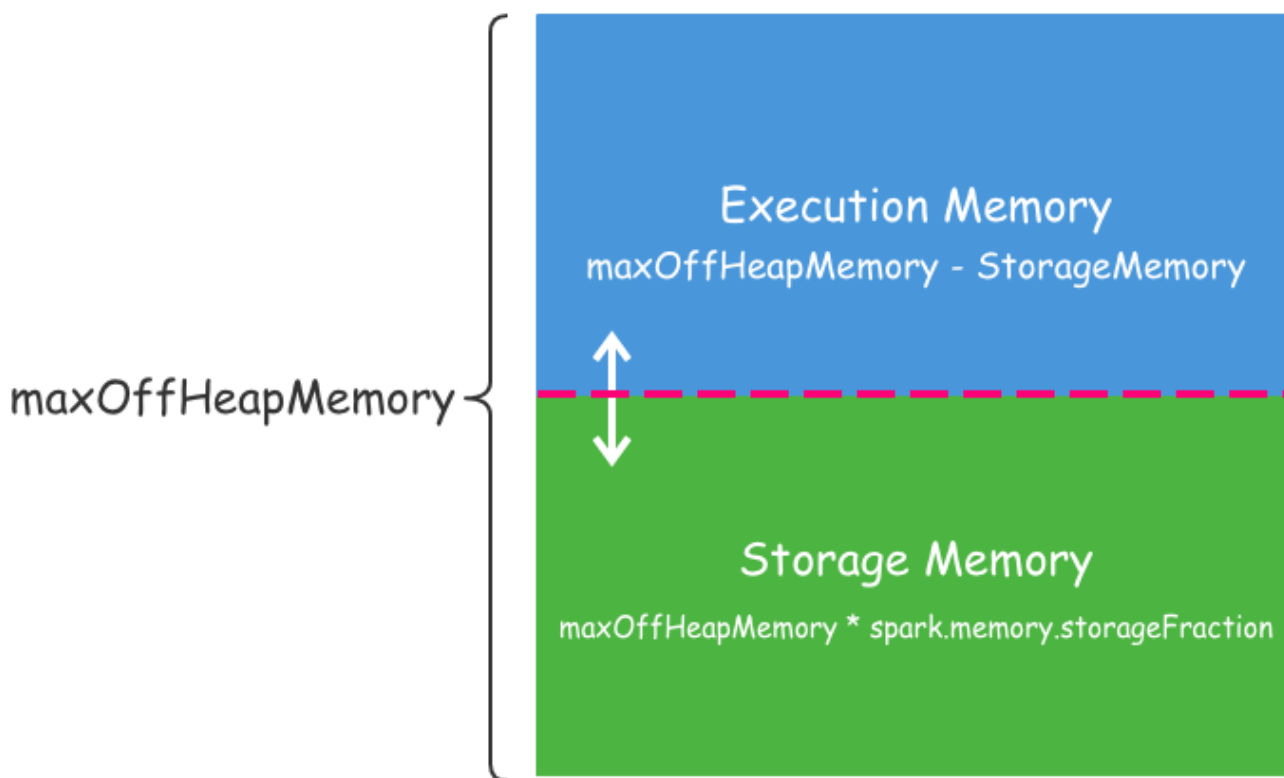 Execution Memory
maxOffHeapMemory - StorageMemory
maxOffHeapMemory
Storage Memory
maxOffHeapMemory * spark.memory.storageFraction